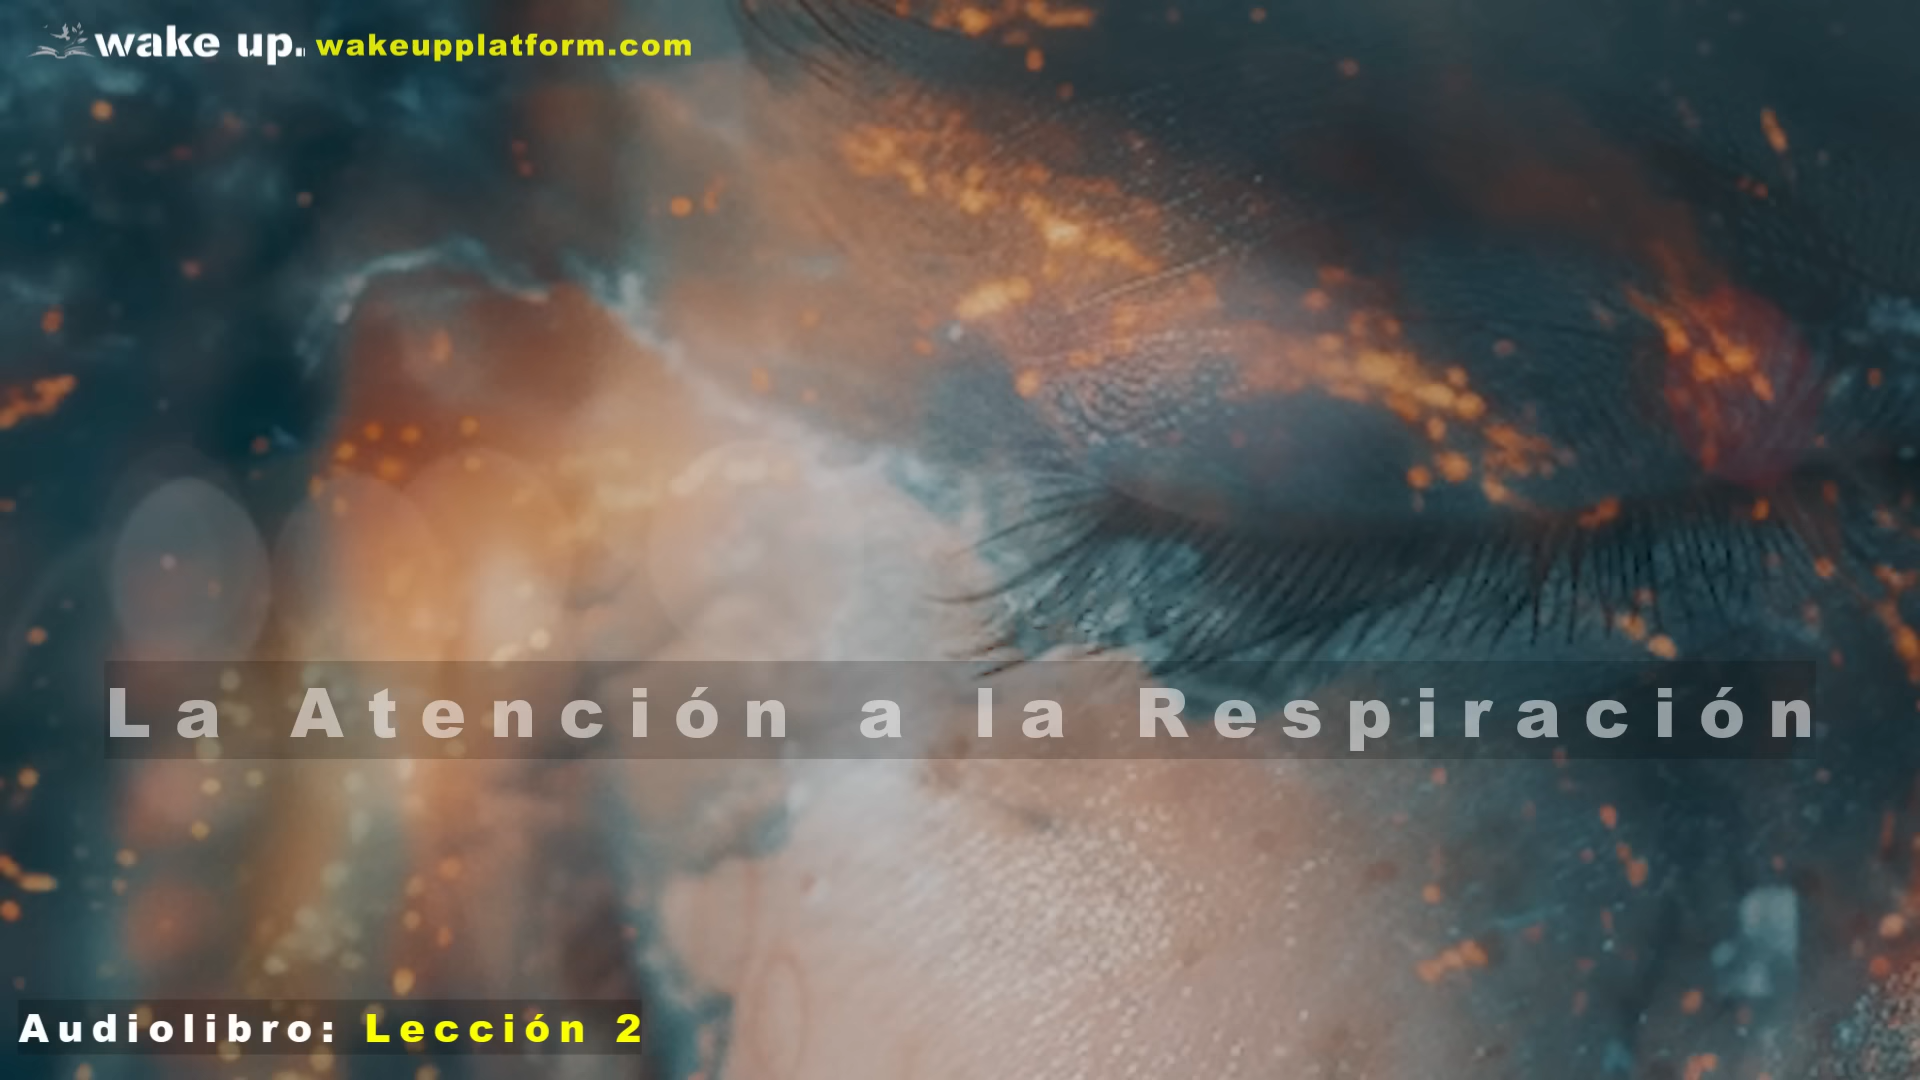 wake up. wakeupplatform.com
La Atención a la Respiración
Audiolibro: Lección 2